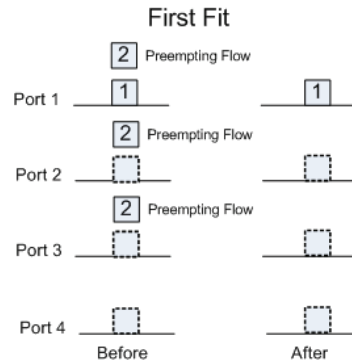 First Fit
2 Preempting Flow
Port 1 1 1
2 Preempting Flow
Port 2
2 Preempting Flow
Port 3
Port 4
Before After